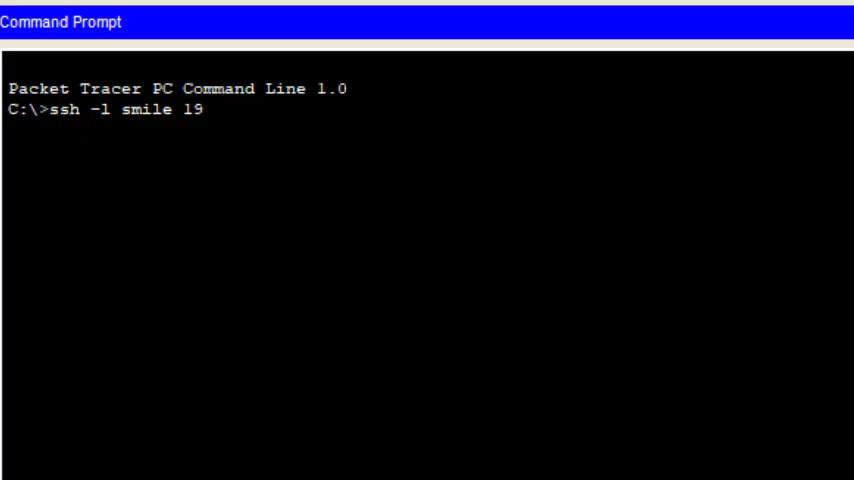 Command Prompt
Packet Tracer PC Command Line 1.0
C:\>ssh -l smile 19